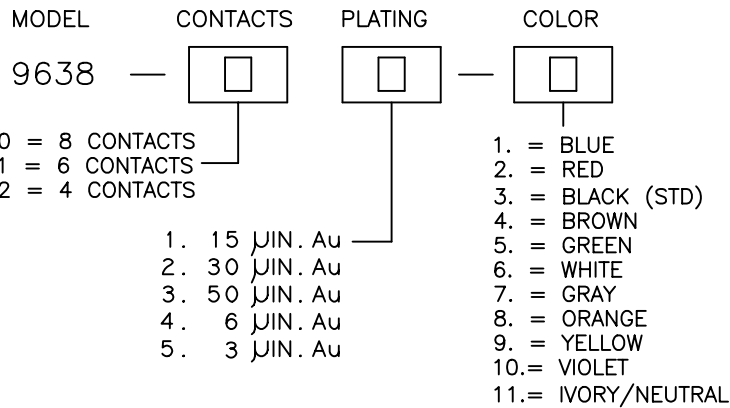 MODEL CONTACTS PLATING COLOR
9638 — —
0 = 8 CONTACTS
1 = 6 CONTACTS
2 = 4 CONTACTS
1. 15 µIN. Au
2. 30 µIN. Au
3. 50 µIN. Au
4. 6 µIN. Au
5. 3 µIN. Au
1. = BLUE
2. = RED
3. = BLACK (STD)
4. = BROWN
5. = GREEN
6. = WHITE
7. = GRAY
8. = ORANGE
9. = YELLOW
10.= VIOLET
11.= IVORY/NEUTRAL